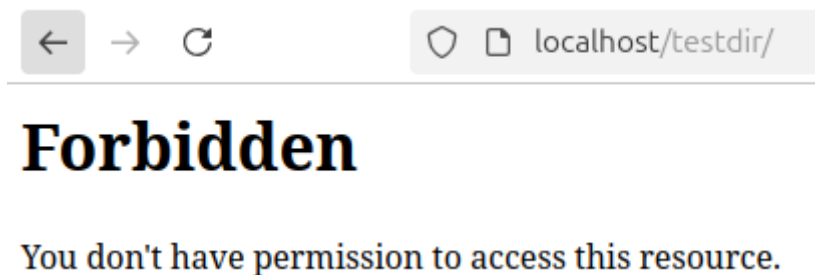 localhost/testdir/
Forbidden
You don't have permission to access this resource.